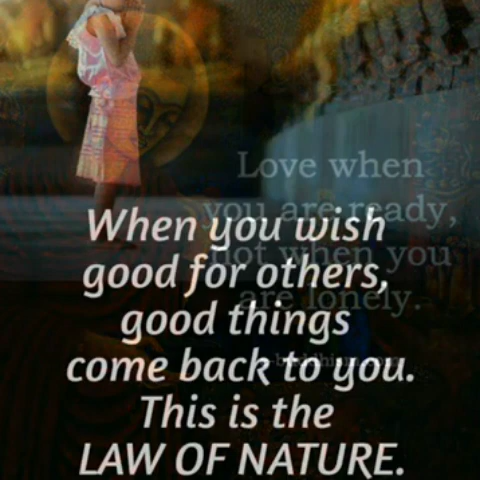 Love when
you are ready,
not when you
are lonely.
When you wish
good for others,
good things
come back to you.
This is the
LAW OF NATURE.